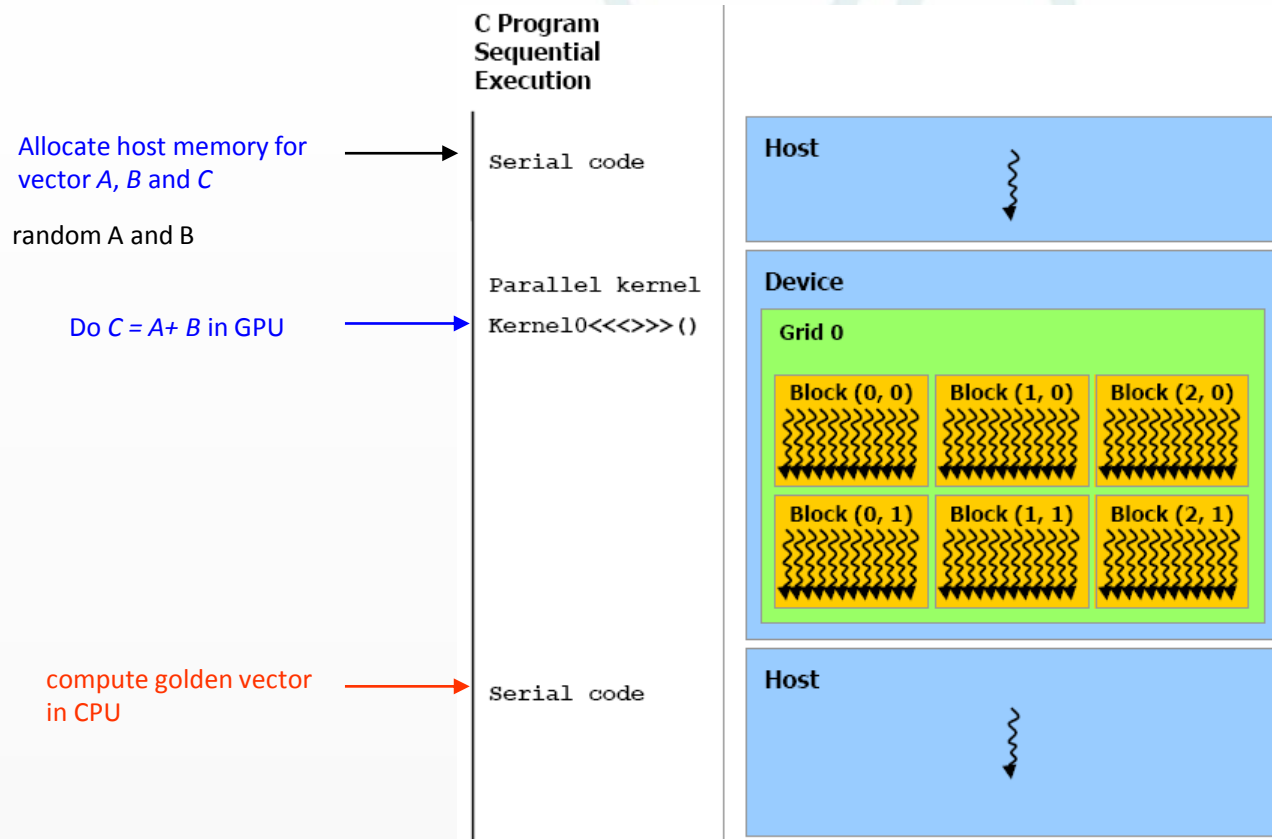 C Program
Sequential
Execution
Allocate host memory for
vector A, B and C
random A and B
Serial code
Host
Do C = A+ B in GPU
Parallel kernel
Kernel0<<<>>>()
Device
Grid 0
Block (0, 0)
Block (1, 0)
Block (2, 0)
Block (0, 1)
Block (1, 1)
Block (2, 1)
compute golden vector
in CPU
Serial code
Host